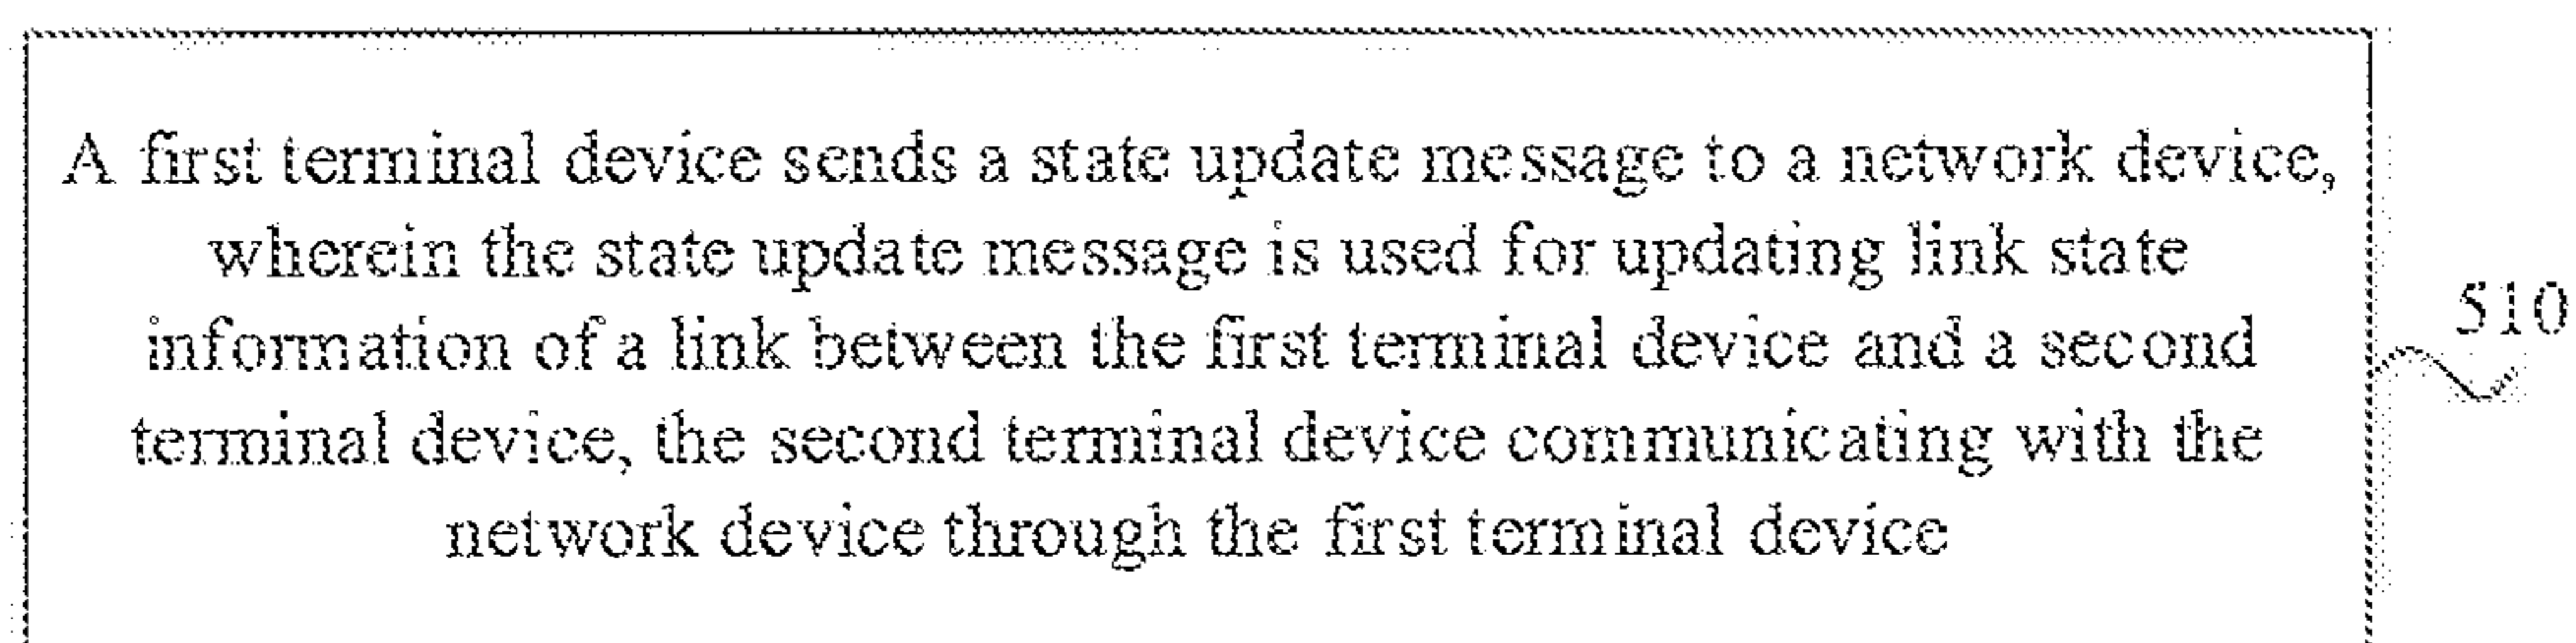 A first terminal device sends a state update message to a network device,
wherein the state update message is used for updating link state
information of a link between the first terminal device and a second
terminal device, the second terminal device communicating with the
network device through the first terminal device
510